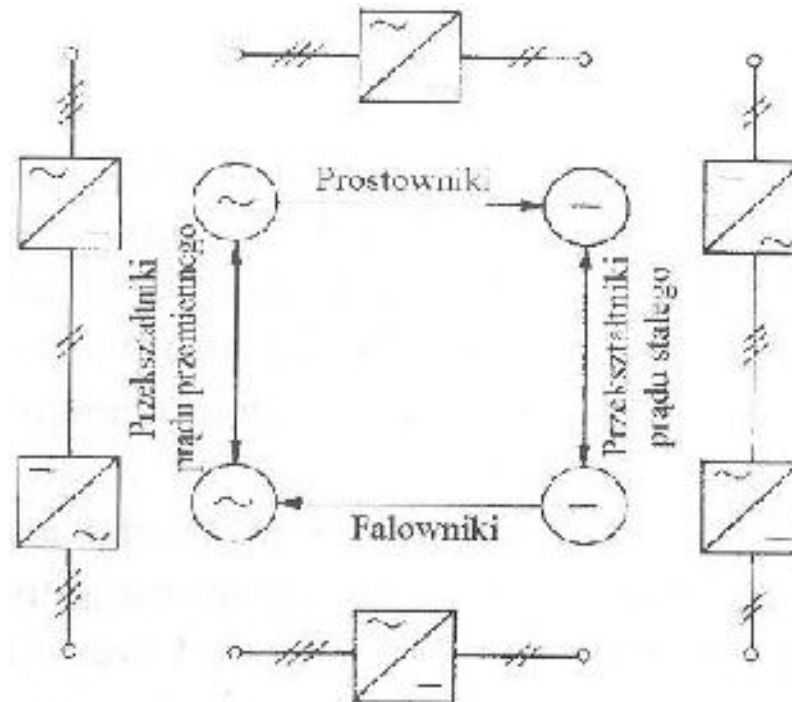 Prostowniki
Przekształtniki
prądu przemiennego
Przekształtniki
prądu stałego
Falowniki